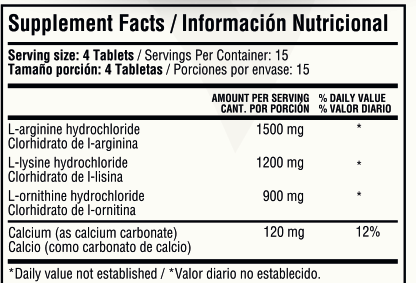 Supplement Facts / Información Nutricional
Serving size: 4 Tablets / Servings Per Container: 15
Tamaño porción: 4 Tabletas / Porciones por envase: 15
AMOUNT PER SERVING % DAILY VALUE
CANT. POR PORCIÓN % VALOR DIARIO
L-arginine hydrochloride 1500 mg *
Clorhidrato de l-arginina
L-lysine hydrochloride 1200 mg *
Clorhidrato de l-lisina
L-ornithine hydrochloride 900 mg *
Clorhidrato de l-ornitina
Calcium (as calcium carbonate) 120 mg 12%
Calcio (como carbonato de calcio)
*Daily value not established / *Valor diario no establecido.